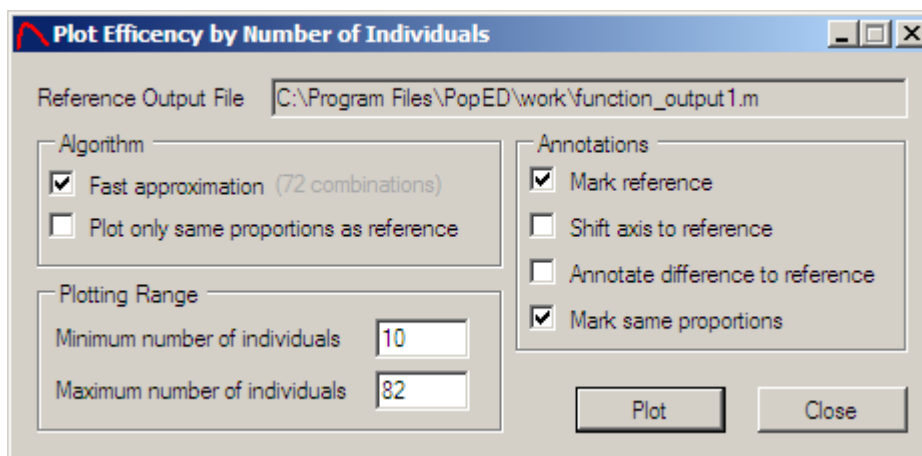 Plot Efficency by Number of Individuals
Reference Output File C:\Program Files\PopED\work\function_output1.m
Algorithm
Fast approximation (72 combinations)
Plot only same proportions as reference
Plotting Range
Minimum number of individuals 10
Maximum number of individuals 82
Annotations
Mark reference
Shift axis to reference
Annotate difference to reference
Mark same proportions
Plot Close